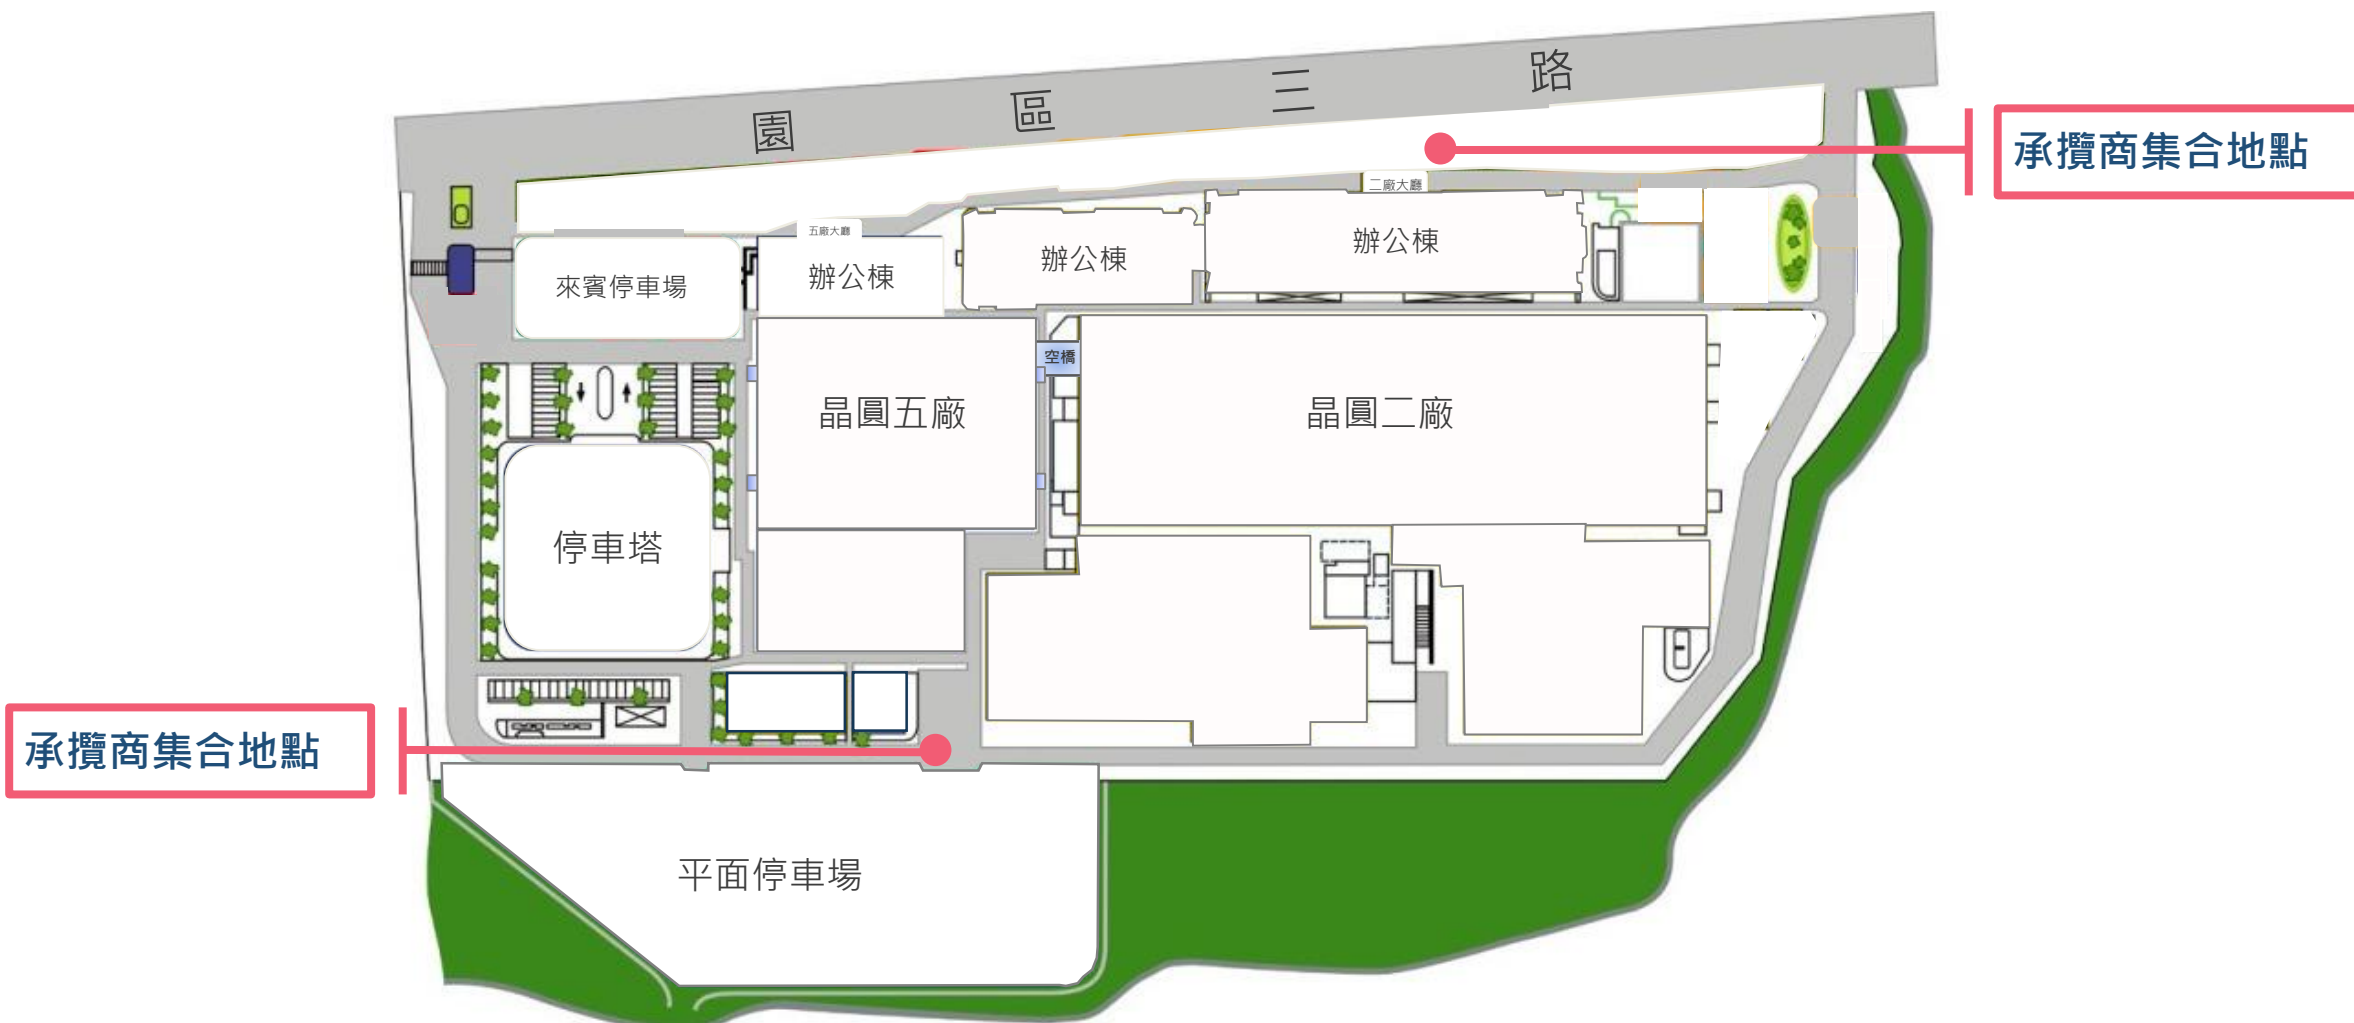 園區三路
承攬商集合地點
二廠大廳
五廠大廳
辦公棟
辦公棟
辦公棟
來賓停車場
空橋
晶圓五廠
晶圓二廠
停車塔
承攬商集合地點
平面停車場